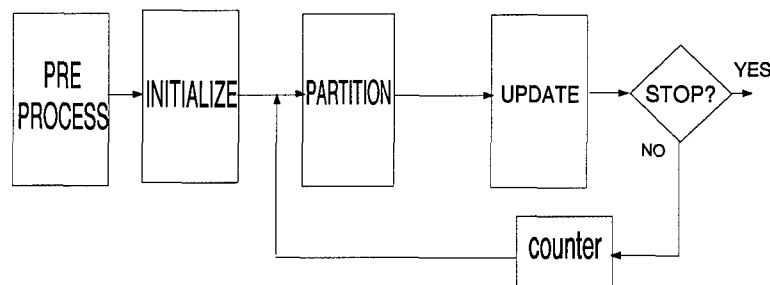 PRE
PROCESS
INITIALIZE
PARTITION
UPDATE
STOP?
YES
NO
counter